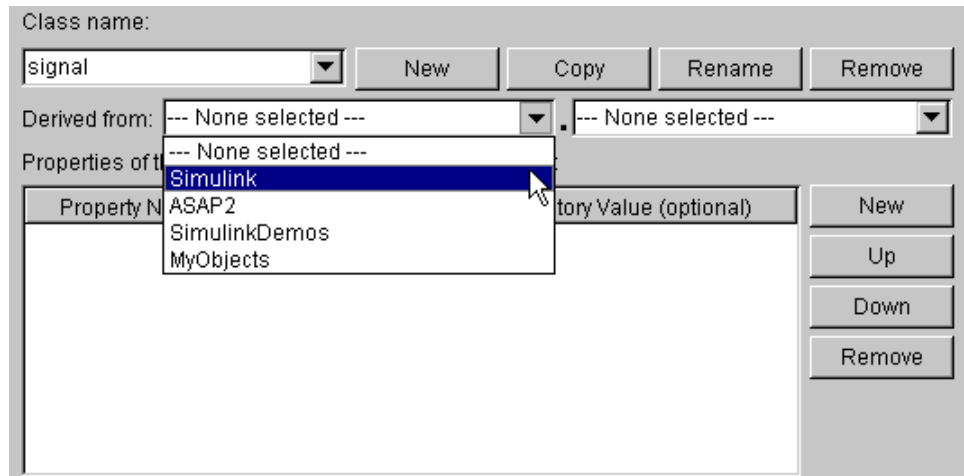 Class name:
signal New Copy Rename Remove
Derived from: --- None selected --- . --- None selected ---
--- None selected ---
Properties of t
Simulink
Property N tory Value (optional) New
ASAP2
SimulinkDemos
MyObjects
Up
Down
Remove